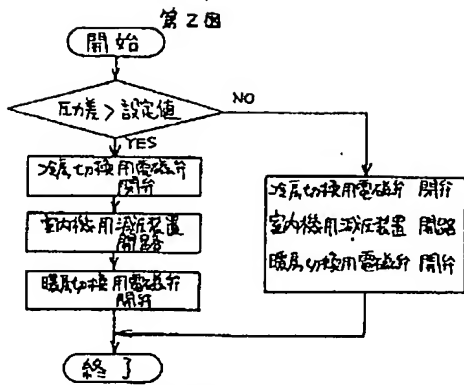 第2図
開始
圧力差>設定値
NO
YES
冷房切換用電磁弁
開弁
室内機用減圧装置
開路
暖房切換用電磁弁
開弁
冷房切換用電磁弁 開弁
室内機用減圧装置 開路
暖房切換用電磁弁 開弁
終了